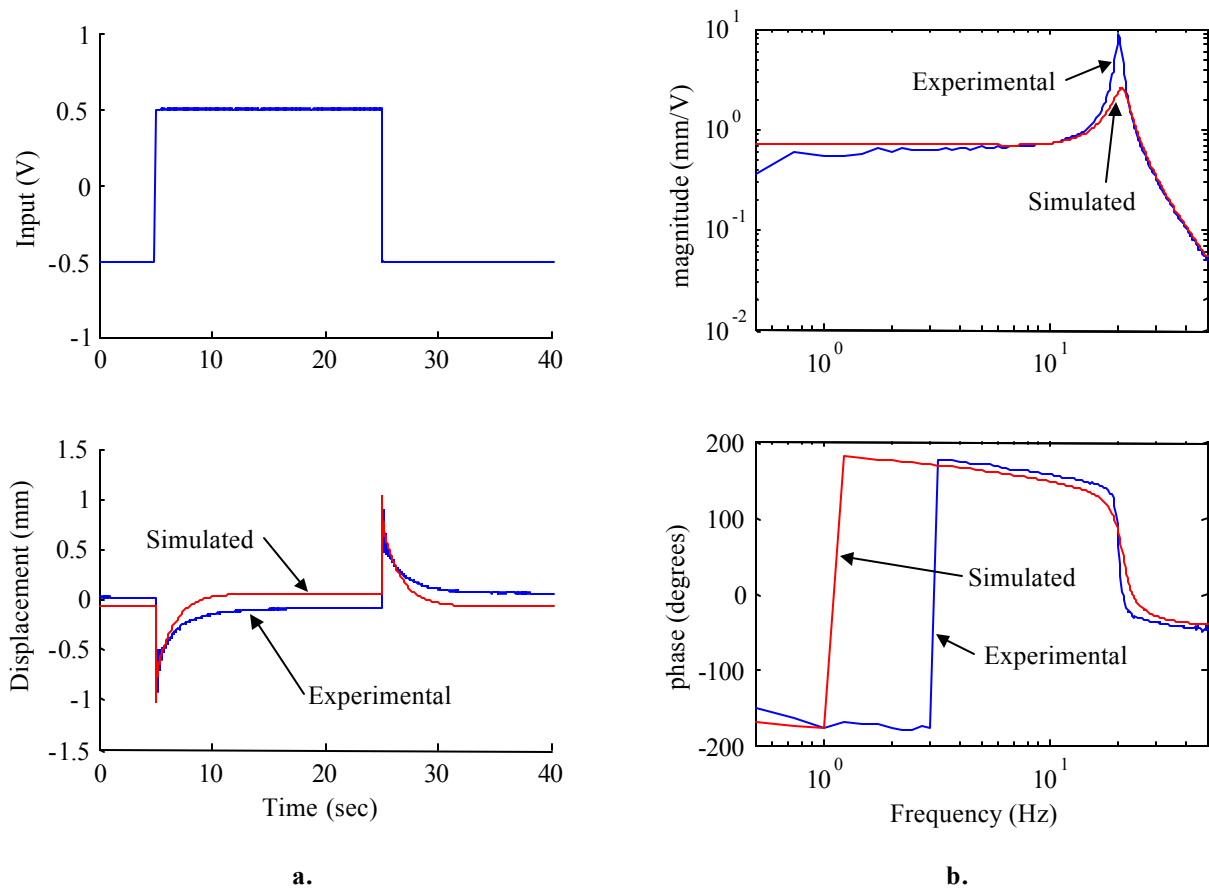 1
0.5
0
-0.5
-1
Input (V)
0 10 20 30 40
1.5
1
0.5
0
-0.5
-1
-1.5
Displacement (mm)
Simulated
Experimental
0 10 20 30 40
Time (sec)
a.
10^1
10^0
10^-1
10^-2
magnitude (mm/V)
Experimental
Simulated
10^0 10^1
200
100
0
-100
-200
phase (degrees)
Simulated
Experimental
10^0 10^1
Frequency (Hz)
b.